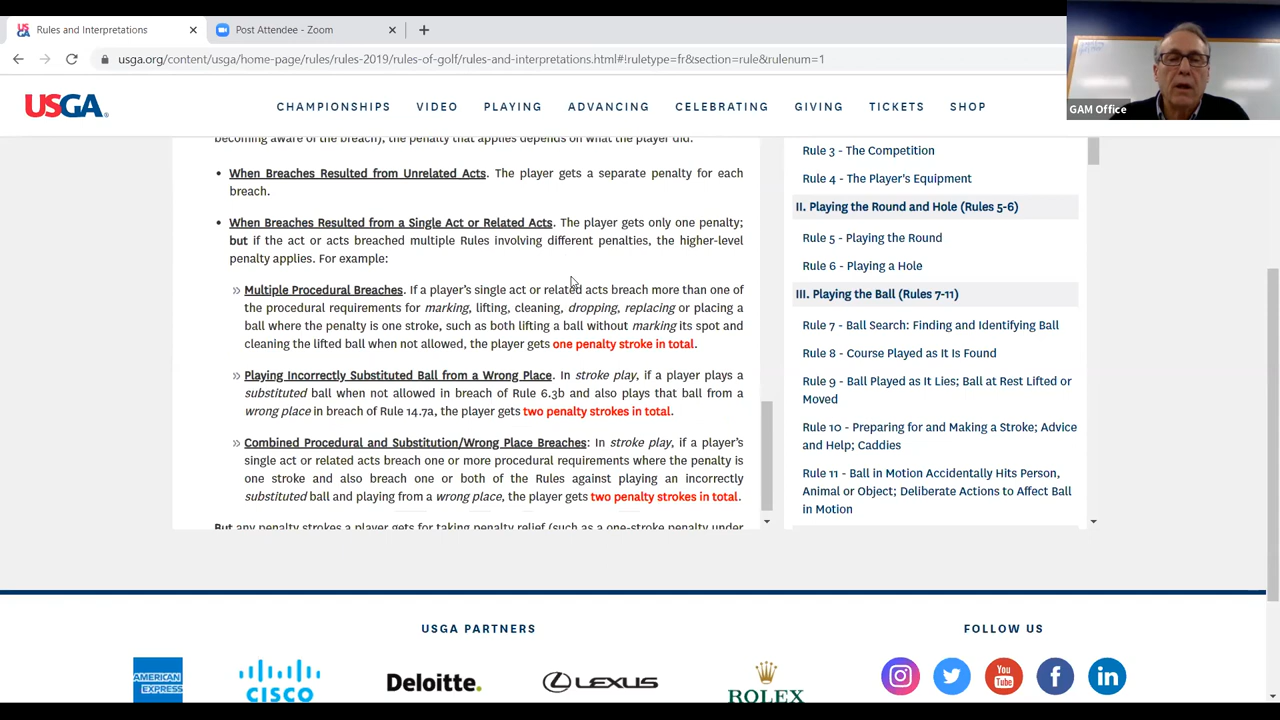 Rules and Interpretations
Post Attendee - Zoom
usga.org/content/usga/home-page/rules/rules-2019/rules-of-golf/rules-and-interpretations.html#!ruletype=fr&section=rule&rulenum=1
GAM Office
USGA
CHAMPIONSHIPS VIDEO PLAYING ADVANCING CELEBRATING GIVING TICKETS SHOP
becoming aware of the breach), the penalty that applies depends on what the player did.
• When Breaches Resulted from Unrelated Acts. The player gets a separate penalty for each
breach.
• When Breaches Resulted from a Single Act or Related Acts. The player gets only one penalty;
but if the act or acts breached multiple Rules involving different penalties, the higher-level
penalty applies. For example:
» Multiple Procedural Breaches. If a player's single act or related acts breach more than one of
the procedural requirements for marking, lifting, cleaning, dropping, replacing or placing a
ball where the penalty is one stroke, such as both lifting a ball without marking its spot and
cleaning the lifted ball when not allowed, the player gets one penalty stroke in total.
» Playing Incorrectly Substituted Ball from a Wrong Place. In stroke play, if a player plays a
substituted ball when not allowed in breach of Rule 6.3b and also plays that ball from a
wrong place in breach of Rule 14.7a, the player gets two penalty strokes in total.
» Combined Procedural and Substitution/Wrong Place Breaches: In stroke play, if a player's
single act or related acts breach one or more procedural requirements where the penalty is
one stroke and also breach one or both of the Rules against playing an incorrectly
substituted ball and playing from a wrong place, the player gets two penalty strokes in total.
But any penalty strokes a player gets for taking penalty relief (such as a one-stroke penalty under
Rule 3 - The Competition
Rule 4 - The Player's Equipment
II. Playing the Round and Hole (Rules 5-6)
Rule 5 - Playing the Round
Rule 6 - Playing a Hole
III. Playing the Ball (Rules 7-11)
Rule 7 - Ball Search: Finding and Identifying Ball
Rule 8 - Course Played as It Is Found
Rule 9 - Ball Played as It Lies; Ball at Rest Lifted or
Moved
Rule 10 - Preparing for and Making a Stroke; Advice
and Help; Caddies
Rule 11 - Ball in Motion Accidentally Hits Person,
Animal or Object; Deliberate Actions to Affect Ball
in Motion
USGA PARTNERS
FOLLOW US
AMERICAN
EXPRESS
CISCO
Deloitte.
LEXUS
ROLEX
You
Tube
in